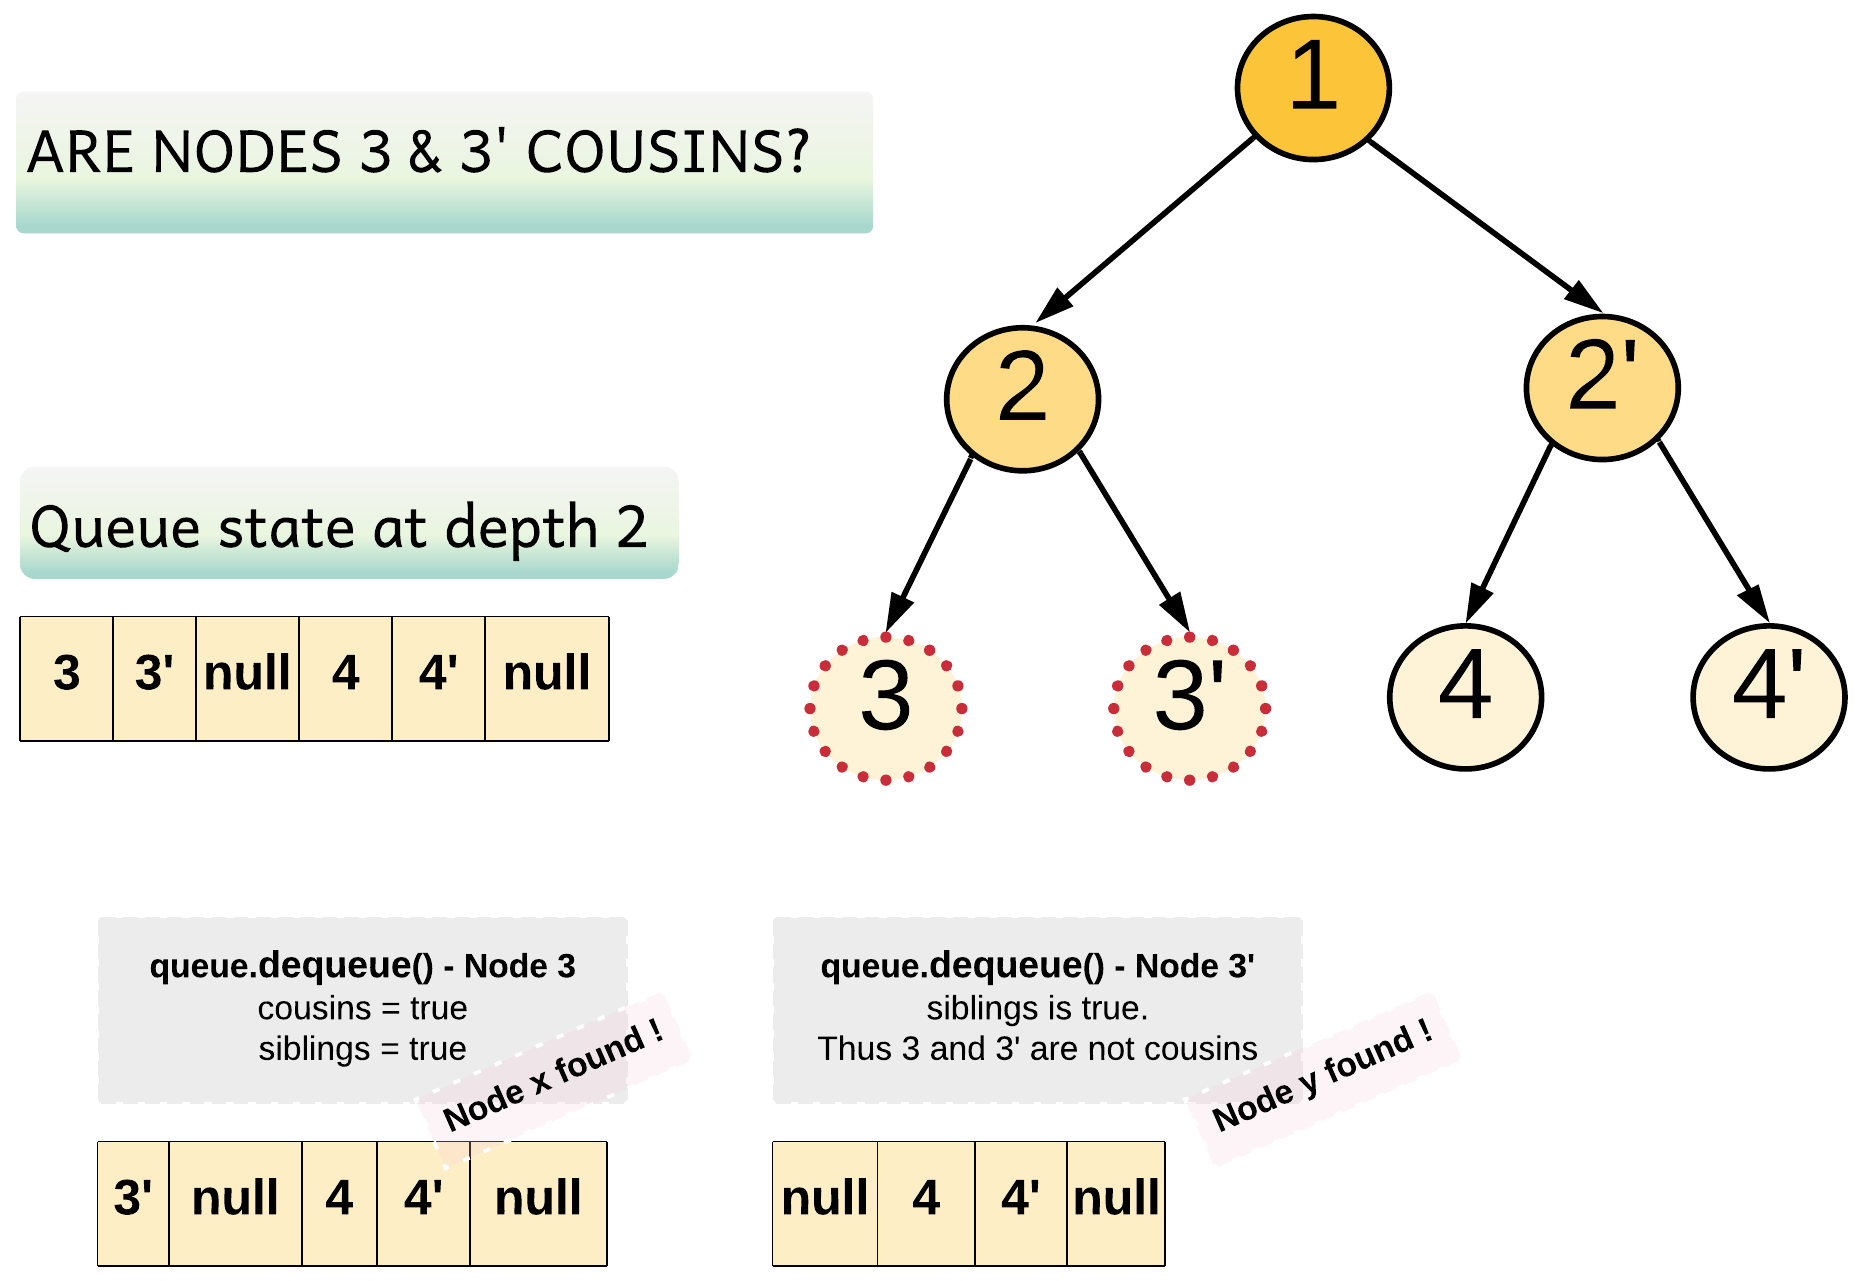 ARE NODES 3 & 3' COUSINS?
1
2
2'
Queue state at depth 2
3 3' null 4 4' null
3
3'
4
4'
queue.dequeue() - Node 3
cousins = true
siblings = true
Node x found !
3' null 4 4' null
queue.dequeue() - Node 3'
siblings is true.
Thus 3 and 3' are not cousins
Node y found !
null 4 4' null